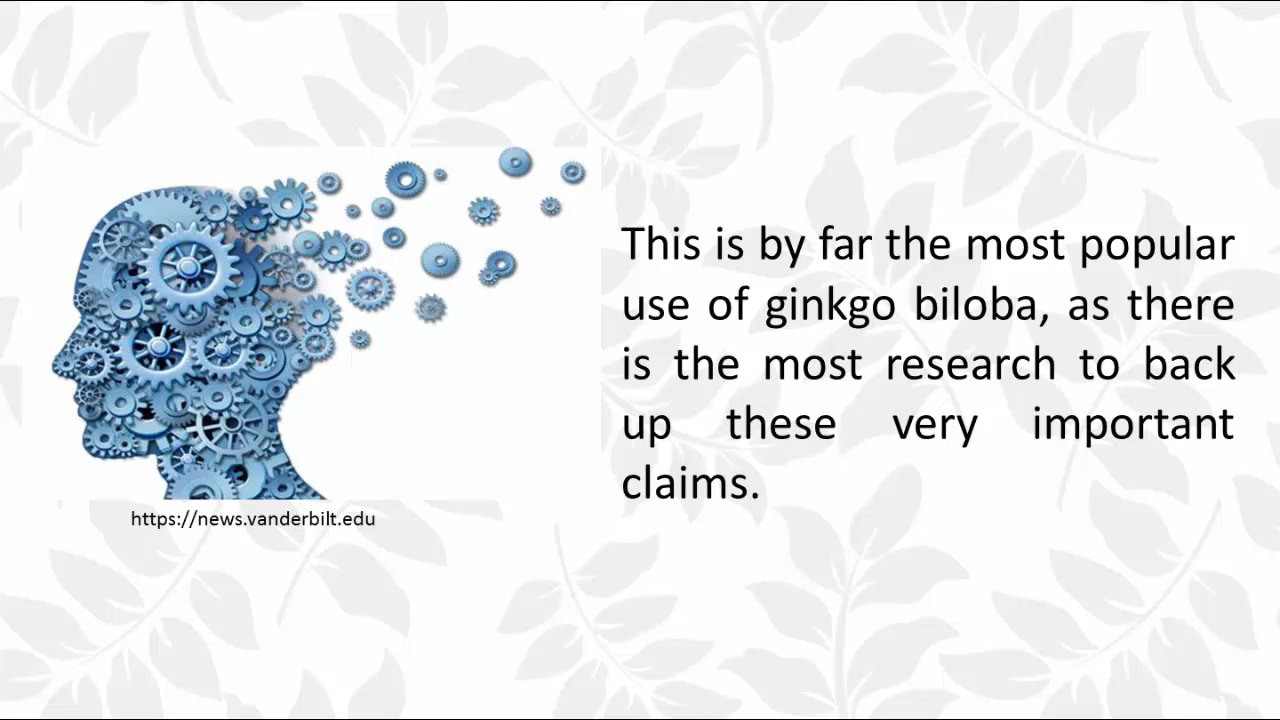 This is by far the most popular
use of ginkgo biloba, as there
is the most research to back
up these very important
claims.
https://news.vanderbilt.edu